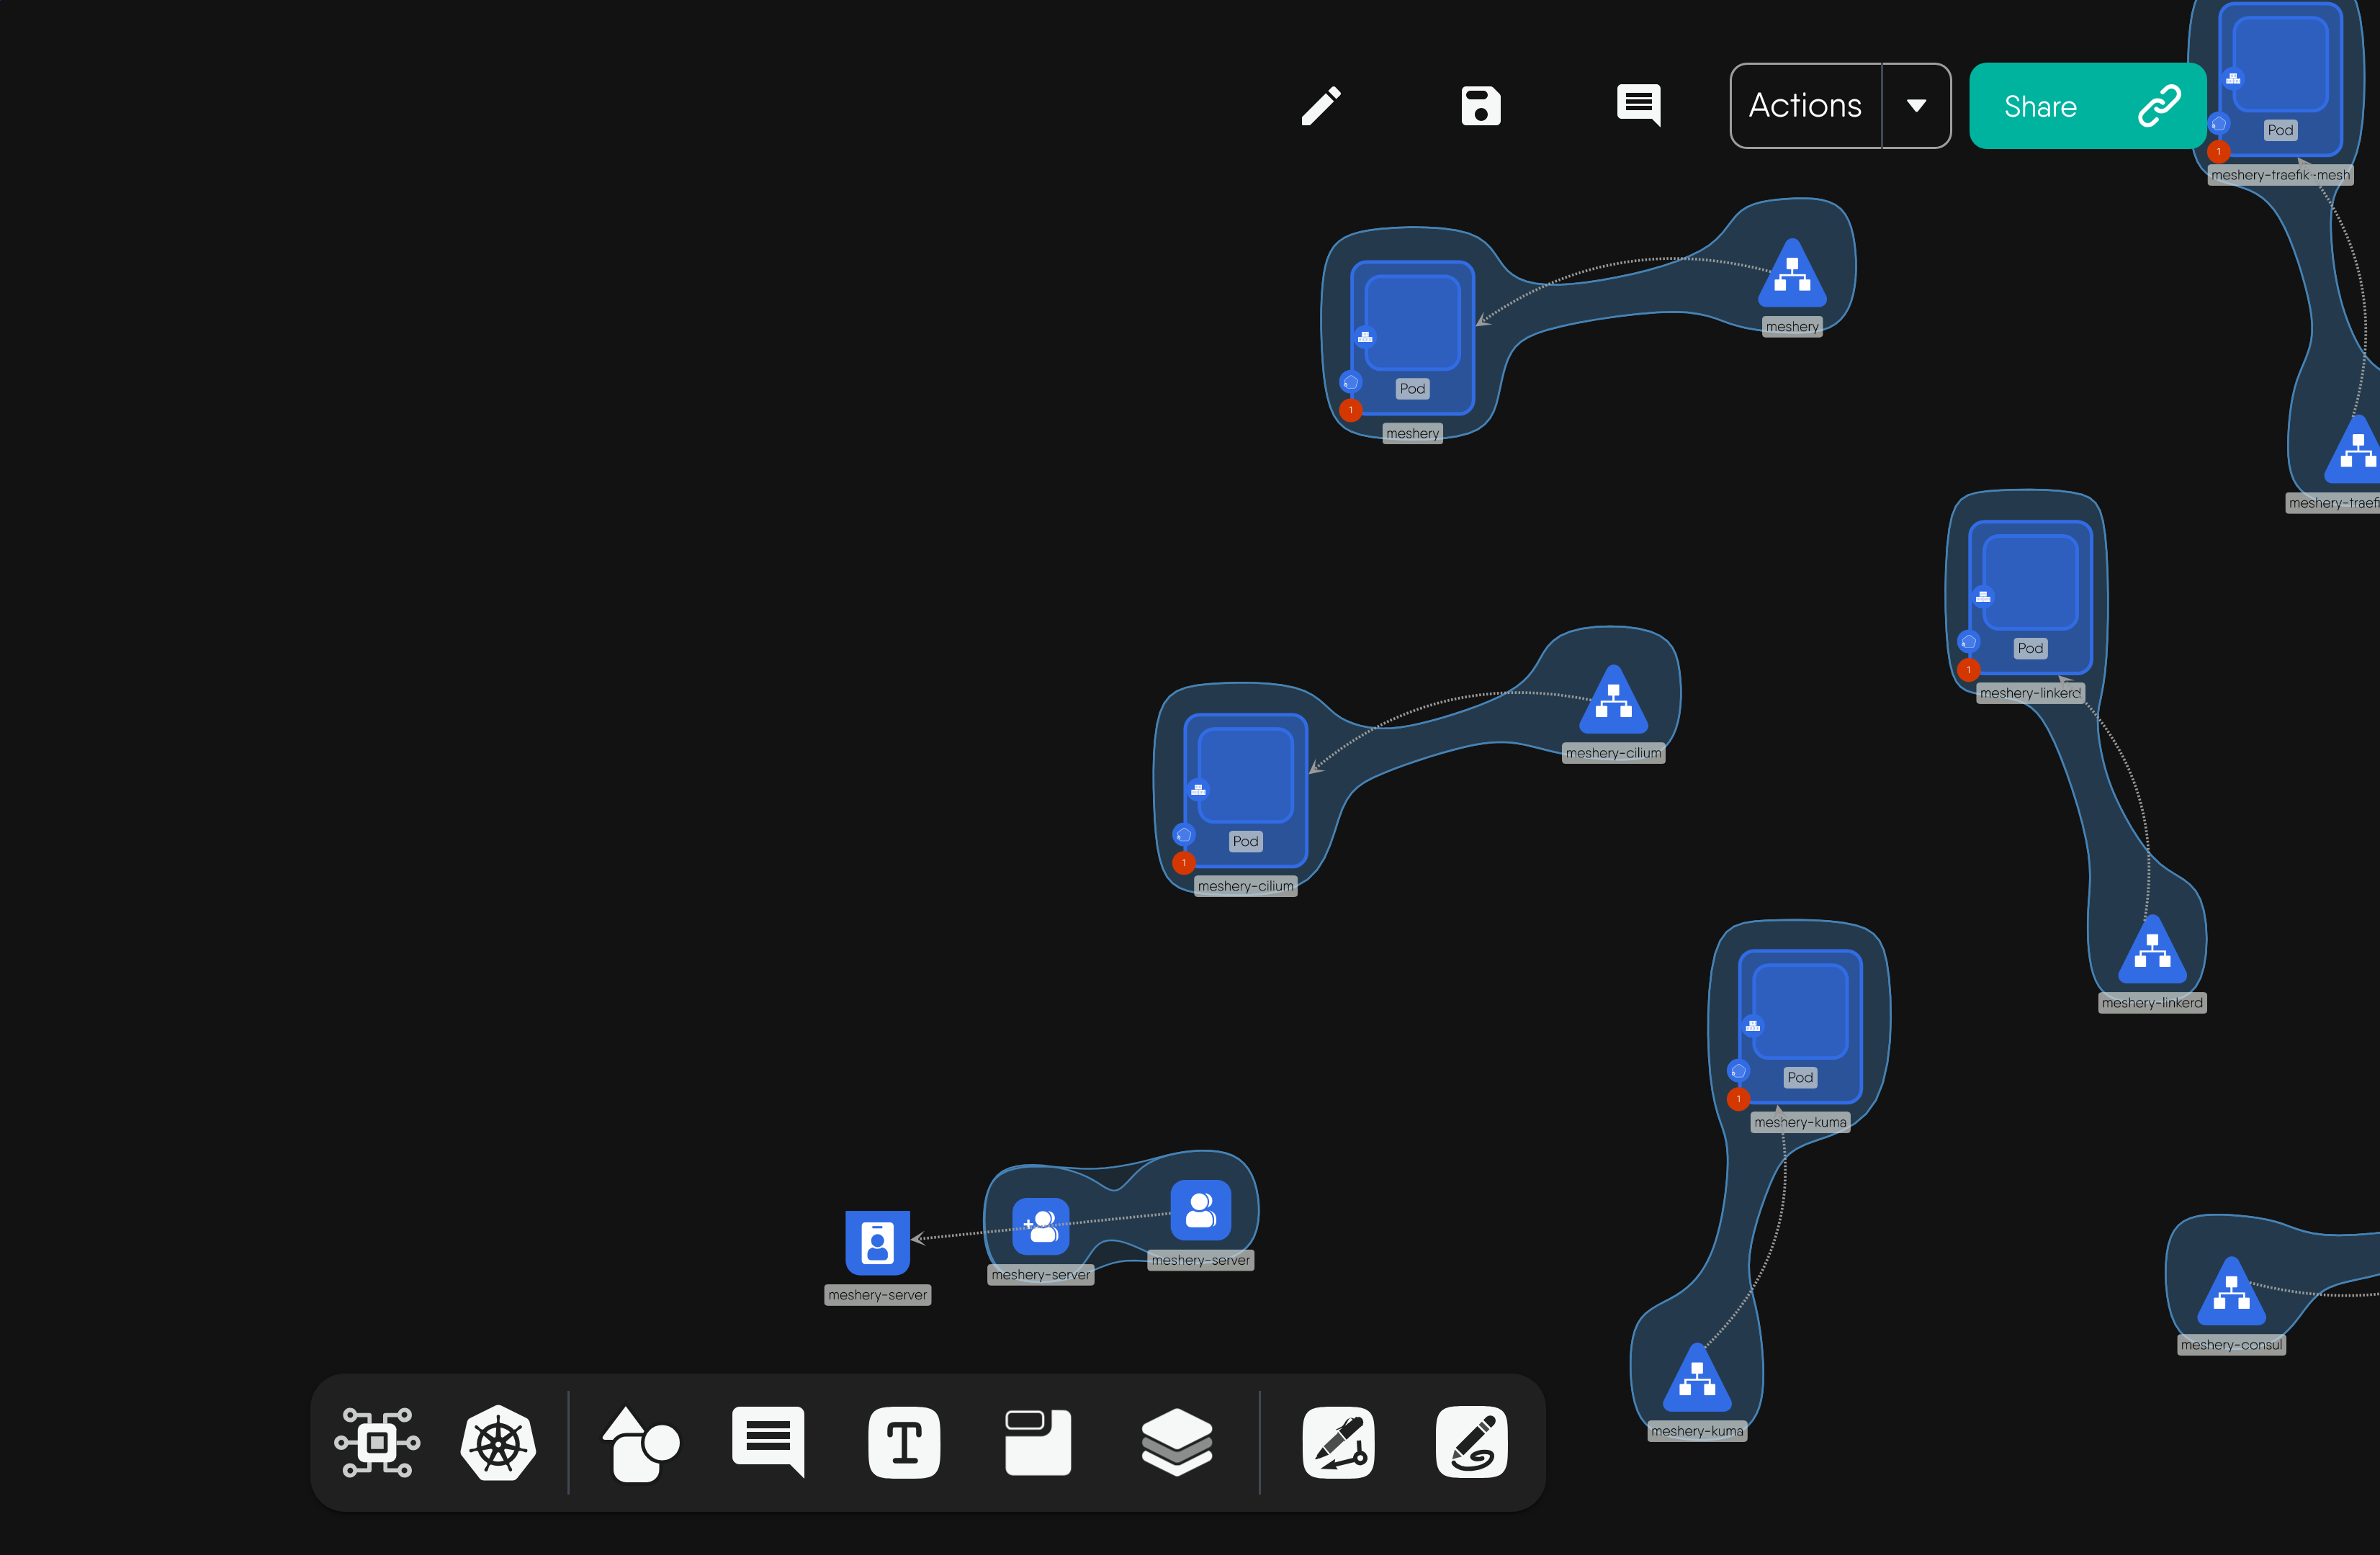 Actions
Share
Pod
1
meshery-traefik-mesh
meshery
Pod
1
meshery
meshery-traefi
Pod
1
meshery-linkerd
meshery-cilium
Pod
1
meshery-cilium
meshery-linkerd
Pod
1
meshery-kuma
meshery-server
meshery-server
meshery-server
meshery-consul
meshery-kuma
T